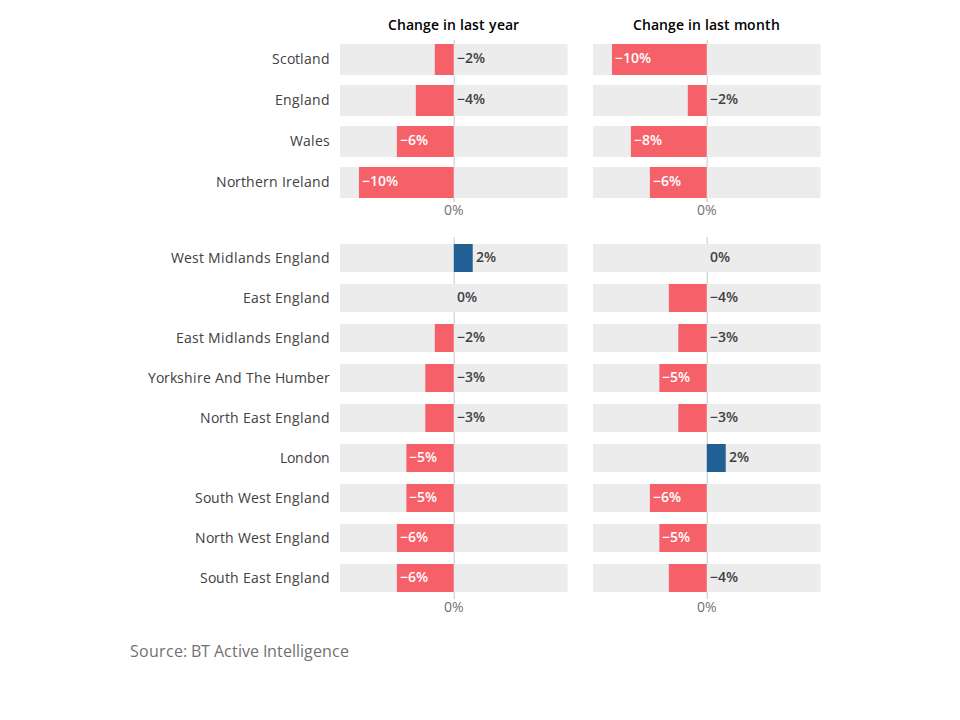 Change in last year Change in last month
Scotland −2% −10%
England −4% −2%
Wales −6% −8%
Northern Ireland −10% −6%
0% 0%
West Midlands England 2% 0%
East England 0% −4%
East Midlands England −2% −3%
Yorkshire And The Humber −3% −5%
North East England −3% −3%
London −5% 2%
South West England −5% −6%
North West England −6% −5%
South East England −6% −4%
0% 0%
Source: BT Active Intelligence